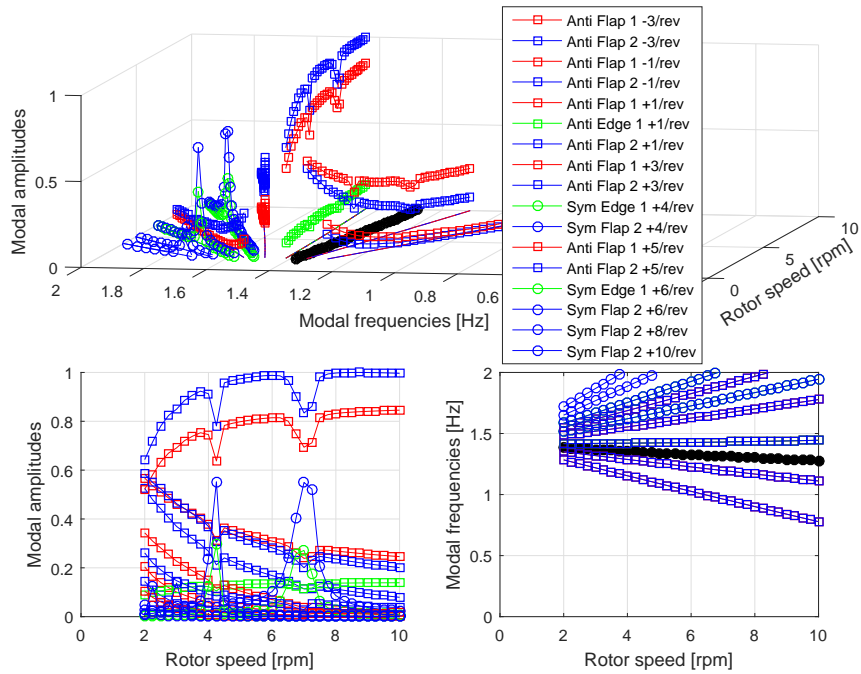 Anti Flap 1 -3/rev
Anti Flap 2 -3/rev
Anti Flap 1 -1/rev
Anti Flap 2 -1/rev
Anti Flap 1 +1/rev
Anti Edge 1 +1/rev
Anti Flap 2 +1/rev
Anti Flap 1 +3/rev
Anti Flap 2 +3/rev
Sym Edge 1 +4/rev
Sym Flap 2 +4/rev
Anti Flap 1 +5/rev
Anti Flap 2 +5/rev
Sym Edge 1 +6/rev
Sym Flap 2 +6/rev
Sym Flap 2 +8/rev
Sym Flap 2 +10/rev
Modal amplitudes
1
0.5
0
2
1.8
1.6
1.4
1.2
1
0.8
0.6
Modal frequencies [Hz]
0
5
10
Rotor speed [rpm]
Modal amplitudes
1
0.8
0.6
0.4
0.2
0
0
2
4
6
8
10
Rotor speed [rpm]
Modal frequencies [Hz]
2
1.5
1
0.5
0
0
2
4
6
8
10
Rotor speed [rpm]